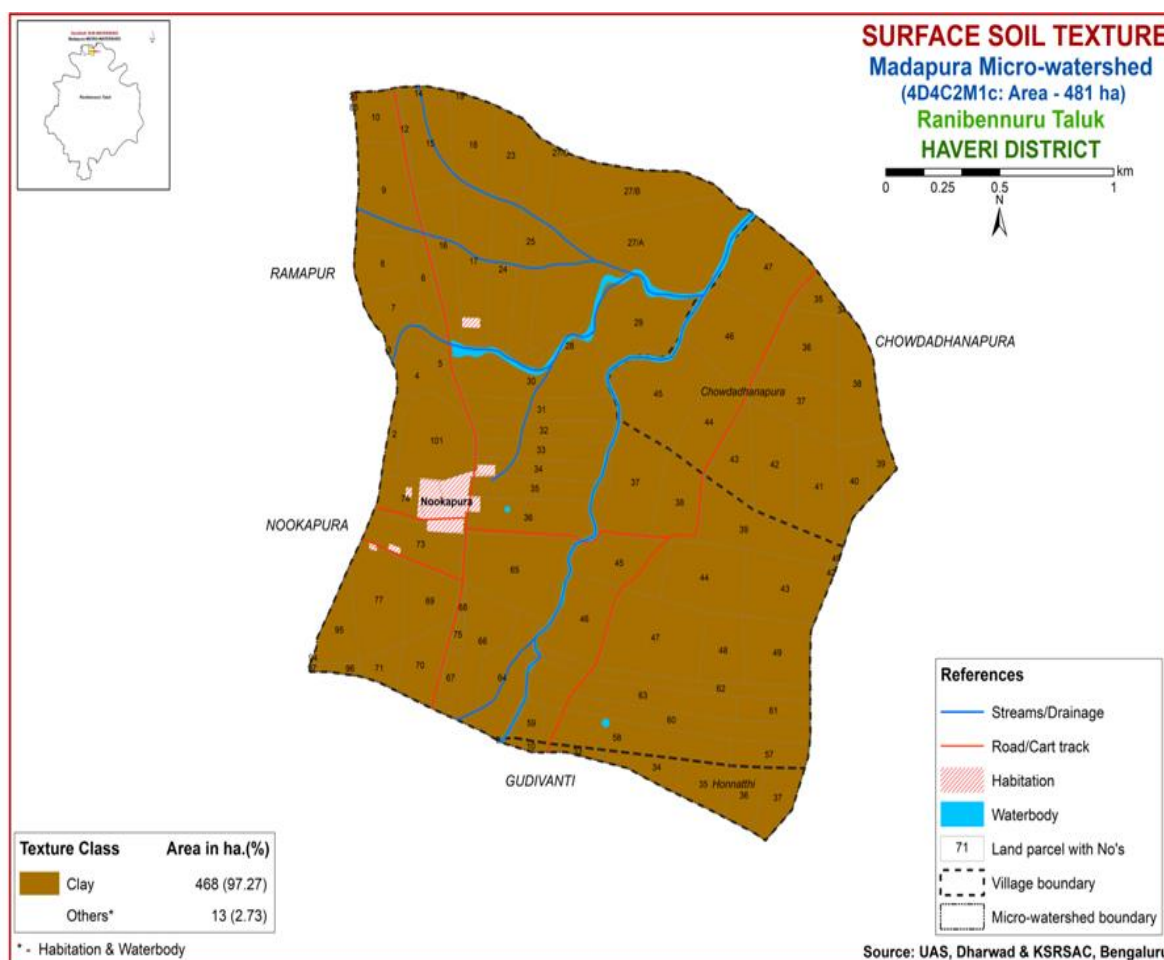 SURFACE SOIL TEXTURE
Madapura Micro-watershed
(4D4C2M1c: Area - 481 ha)
Ranibennuru Taluk
HAVERI DISTRICT
km
0 0.25 0.5 1
N
14
10
12
15
18
23
27/B
9
16
17
24
25
27/A
47
RAMAPUR
8
6
35
7
29
46
36
CHOWDADHANAPURA
28
5
4
30
45
Chowdadhanapura
38
37
31
44
2
101
32
33
43
42
39
34
35
37
38
41
40
Nookapura
36
NOOKAPURA
39
73
45
65
44
43
77
69
68
46
95
75
66
47
48
49
96
71
70
67
64
62
63
61
59
60
58
57
34
GUDIVANTI
35
Honnatthi
36
37
References
Streams/Drainage
Road/Cart track
Habitation
Waterbody
71
Land parcel with No's
Village boundary
Micro-watershed boundary
Texture Class Area in ha.(%)
Clay 468 (97.27)
Others* 13 (2.73)
* - Habitation & Waterbody
Source: UAS, Dharwad & KSRSAC, Bengaluru